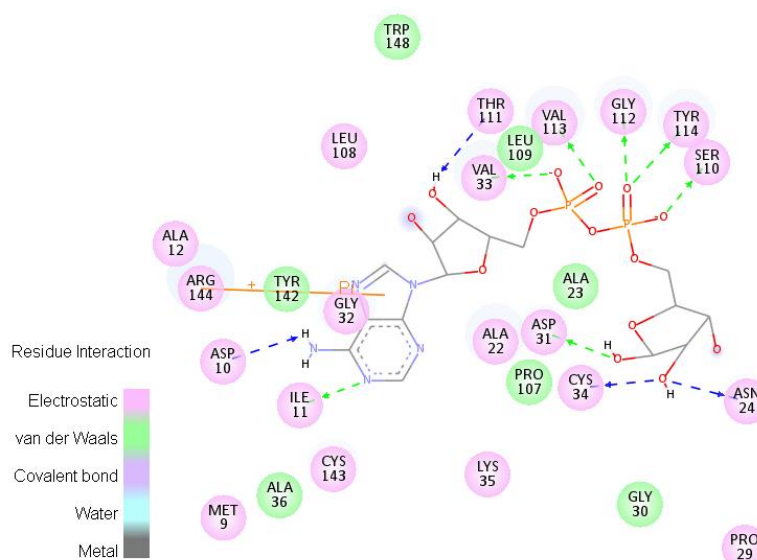 TRP
148
THR
111
VAL
113
GLY
112
TYR
114
LEU
108
LEU
109
SER
110
VAL
33
H
O
O
O
O
O
O
P
O
P
O
O
O
O
ALA
12
ARG
144
+
TYR
142
Pi
N
N
GLY
32
ALA
23
ALA
22
ASP
31
O
H
O
O
Residue Interaction
ASP
10
H
N
H
N
N
PRO
107
CYS
34
O
H
ASN
24
Electrostatic
ILE
11
van der Waals
Covalent bond
CYS
143
LYS
35
ALA
36
GLY
30
Water
MET
9
Metal
PRO
29